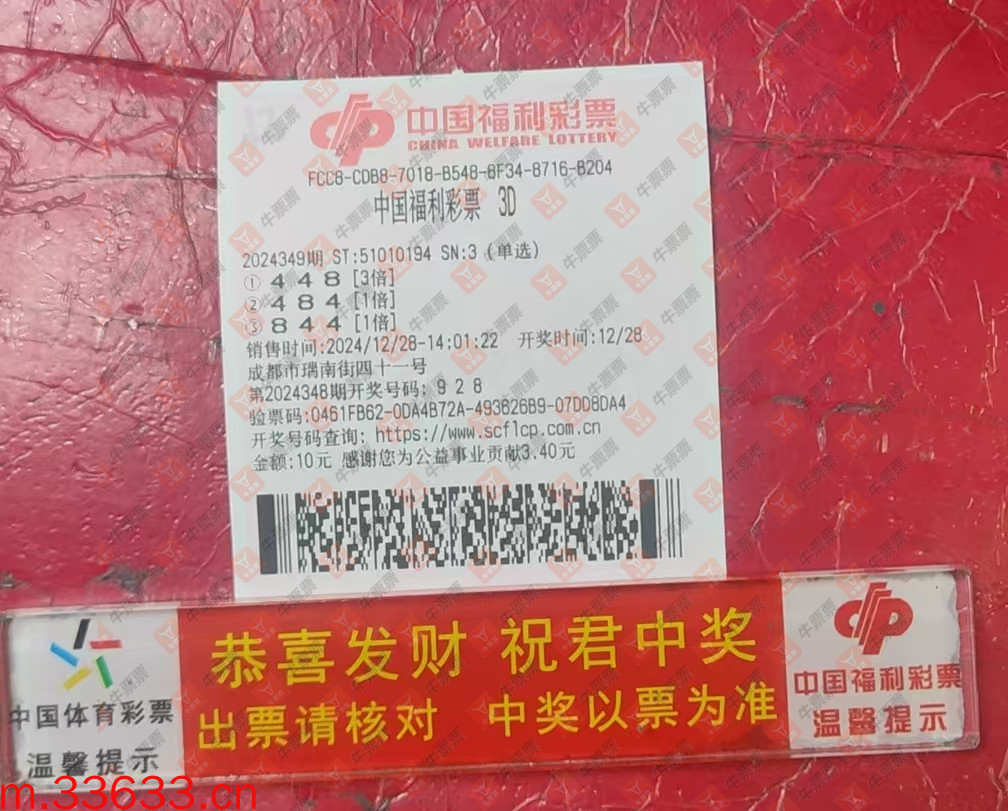 中国福利彩票
CHINA WELFARE LOTTERY
FCC8-CDB8-7018-B548-8F34-8716-B204
中国福利彩票 3D
2024349期 ST:51010194 SN:3 (单选)
① 4 4 8 [3倍]
② 4 8 4 [1倍]
③ 8 4 4 [1倍]
销售时间:2024/12/28-14:01:22 开奖时间:12/28
成都市瑞南街四十一号
第2024348期开奖号码: 9 2 8
验票码:0461FB62-0DA4B72A-493826B9-07DD8DA4
开奖号码查询: https://www.scflcp.com.cn
金额:10元 感谢您为公益事业贡献3.40元
恭喜发财 祝君中奖
出票请核对 中奖以票为准
中国体育彩票
温馨提示
中国福利彩票
温馨提示
m.33633.cn
牛票票